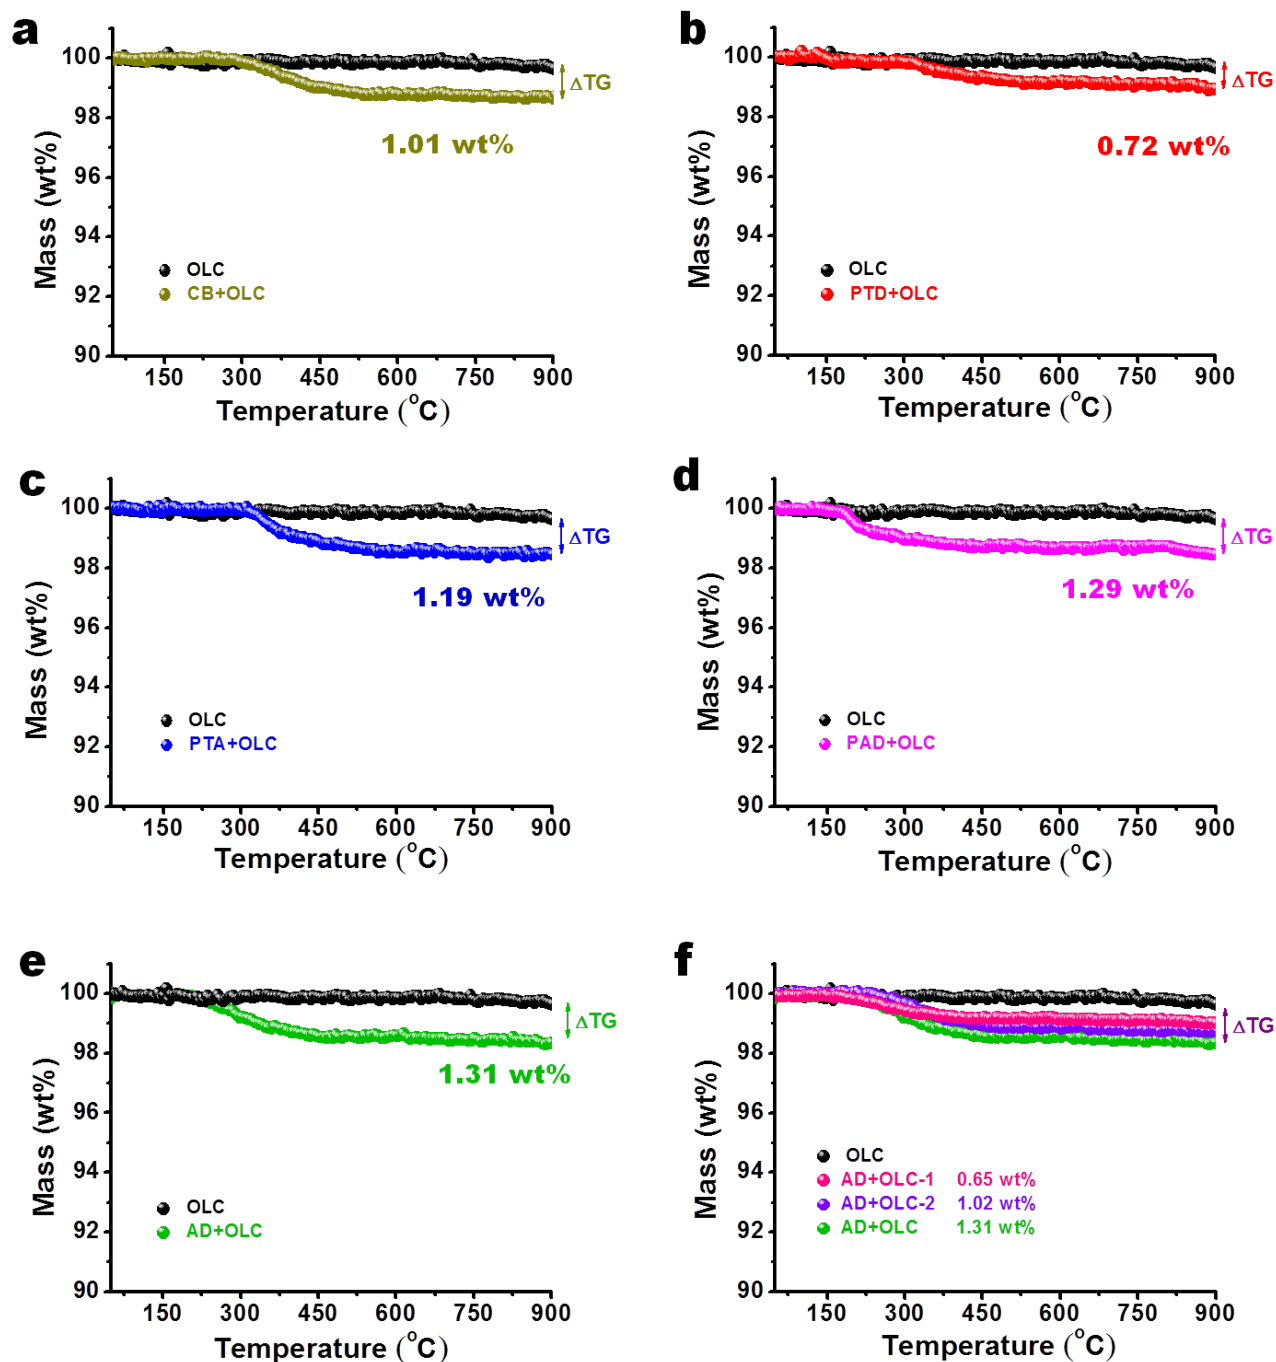 a
100
98
96
94
92
90
Mass (wt%)
ΔTG
1.01 wt%
OLC
CB+OLC
150 300 450 600 750 900
Temperature (°C)
b
100
98
96
94
92
90
Mass (wt%)
ΔTG
0.72 wt%
OLC
PTD+OLC
150 300 450 600 750 900
Temperature (°C)
c
100
98
96
94
92
90
Mass (wt%)
ΔTG
1.19 wt%
OLC
PTA+OLC
150 300 450 600 750 900
Temperature (°C)
d
100
98
96
94
92
90
Mass (wt%)
ΔTG
1.29 wt%
OLC
PAD+OLC
150 300 450 600 750 900
Temperature (°C)
e
100
98
96
94
92
90
Mass (wt%)
ΔTG
1.31 wt%
OLC
AD+OLC
150 300 450 600 750 900
Temperature (°C)
f
100
98
96
94
92
90
Mass (wt%)
ΔTG
OLC
AD+OLC-1 0.65 wt%
AD+OLC-2 1.02 wt%
AD+OLC 1.31 wt%
150 300 450 600 750 900
Temperature (°C)